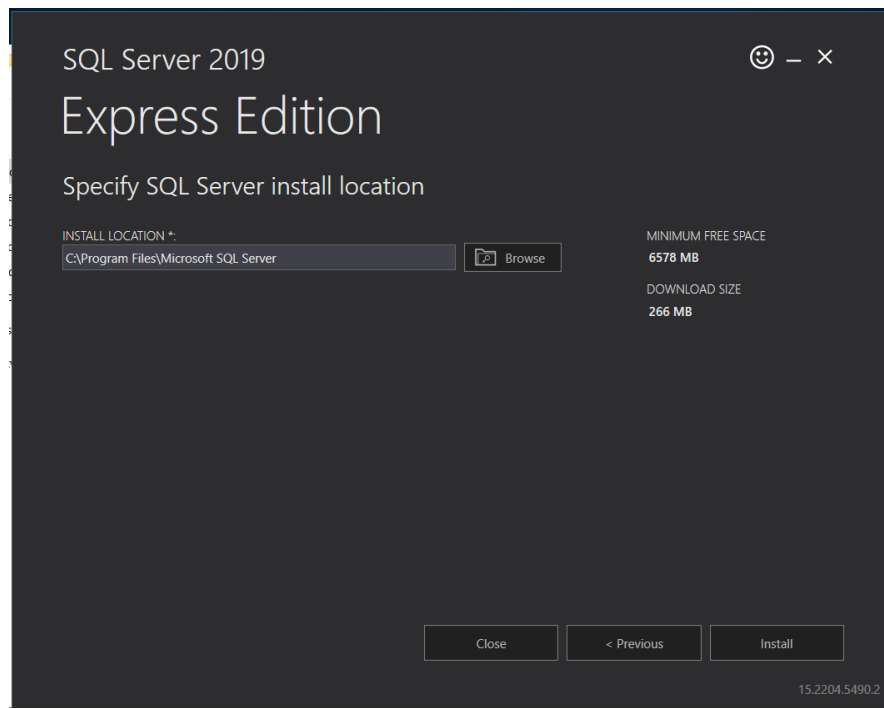 SQL Server 2019
Express Edition
Specify SQL Server install location
INSTALL LOCATION *:
C:\Program Files\Microsoft SQL Server
Browse
MINIMUM FREE SPACE
6578 MB
DOWNLOAD SIZE
266 MB
Close
< Previous
Install
15.2204.5490.2